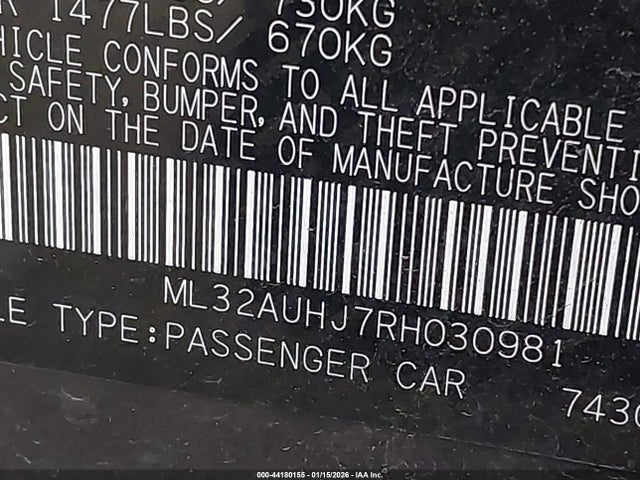 R 1477LBS/ 670KG
730KG
HICLE CONFORMS TO ALL APPLICABLE
SAFETY, BUMPER, AND THEFT PREVENTI
CT ON THE DATE OF MANUFACTURE SHO
ML32AUHJ7RH030981
LE TYPE:PASSENGER CAR
743
000-44180155 - 01/15/2026 - IAA Inc.